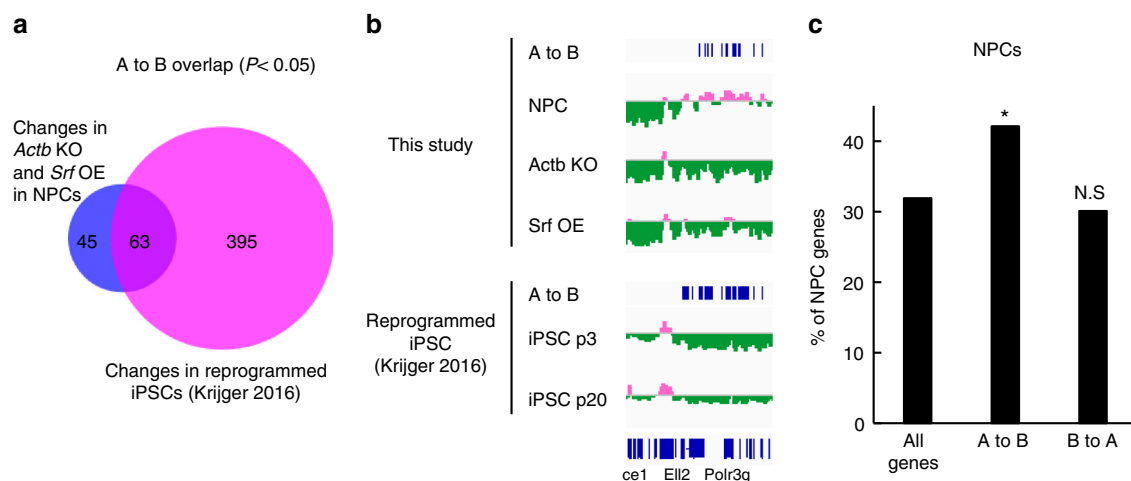 a
A to B overlap (P< 0.05)
Changes in
Actb KO
and Srf OE
in NPCs
45
63
395
Changes in reprogrammed
iPSCs (Krijger 2016)
b
This study
A to B
NPC
Actb KO
Srf OE
Reprogrammed
iPSC
(Krijger 2016)
A to B
iPSC p3
iPSC p20
ce1 Ell2 Polr3g
c
NPCs
% of NPC genes
40
30
20
10
0
*
N.S
All
genes
A to B
B to A